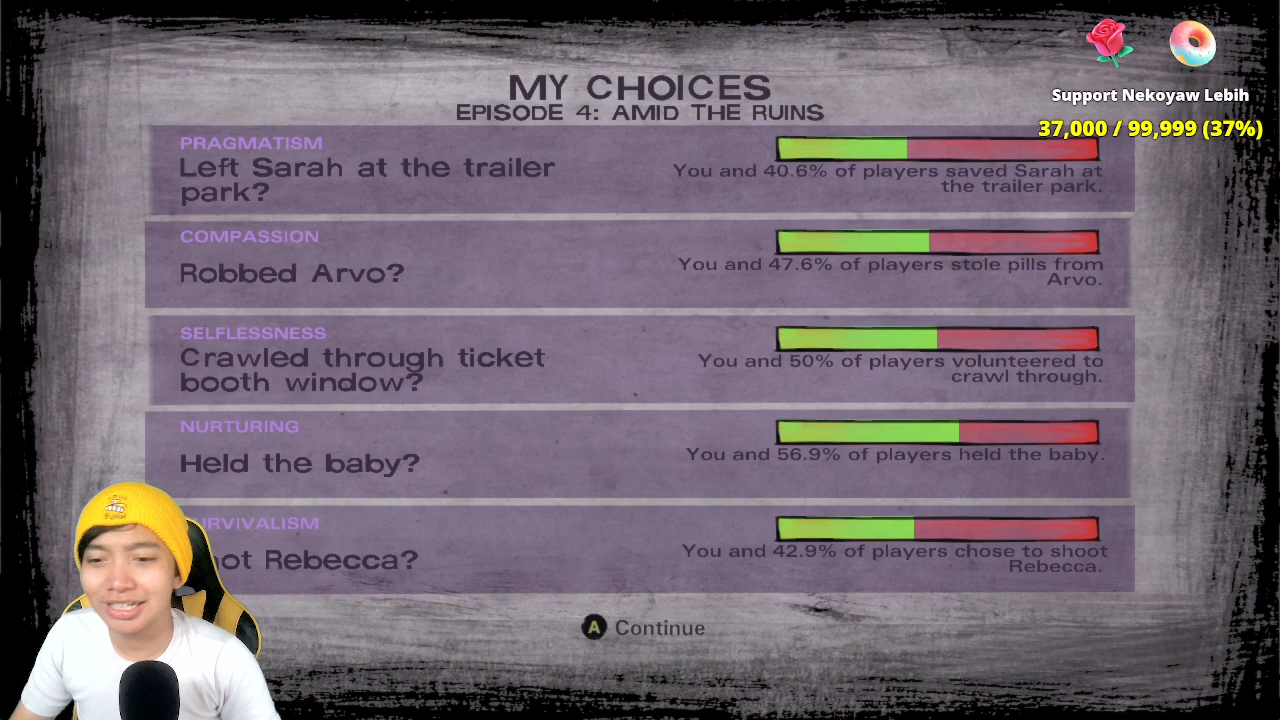 MY CHOICES
EPISODE 4: AMID THE RUINS
Support Nekoyaw Lebih
37,000 / 99,999 (37%)
PRAGMATISM
Left Sarah at the trailer
park?
You and 40.6% of players saved Sarah at
the trailer park.
COMPASSION
Robbed Arvo?
You and 47.6% of players stole pills from
Arvo.
SELFLESSNESS
Crawled through ticket
booth window?
You and 50% of players volunteered to
crawl through.
NURTURING
Held the baby?
You and 56.9% of players held the baby.
URVIVALISM
oot Rebecca?
You and 42.9% of players chose to shoot
Rebecca.
A Continue